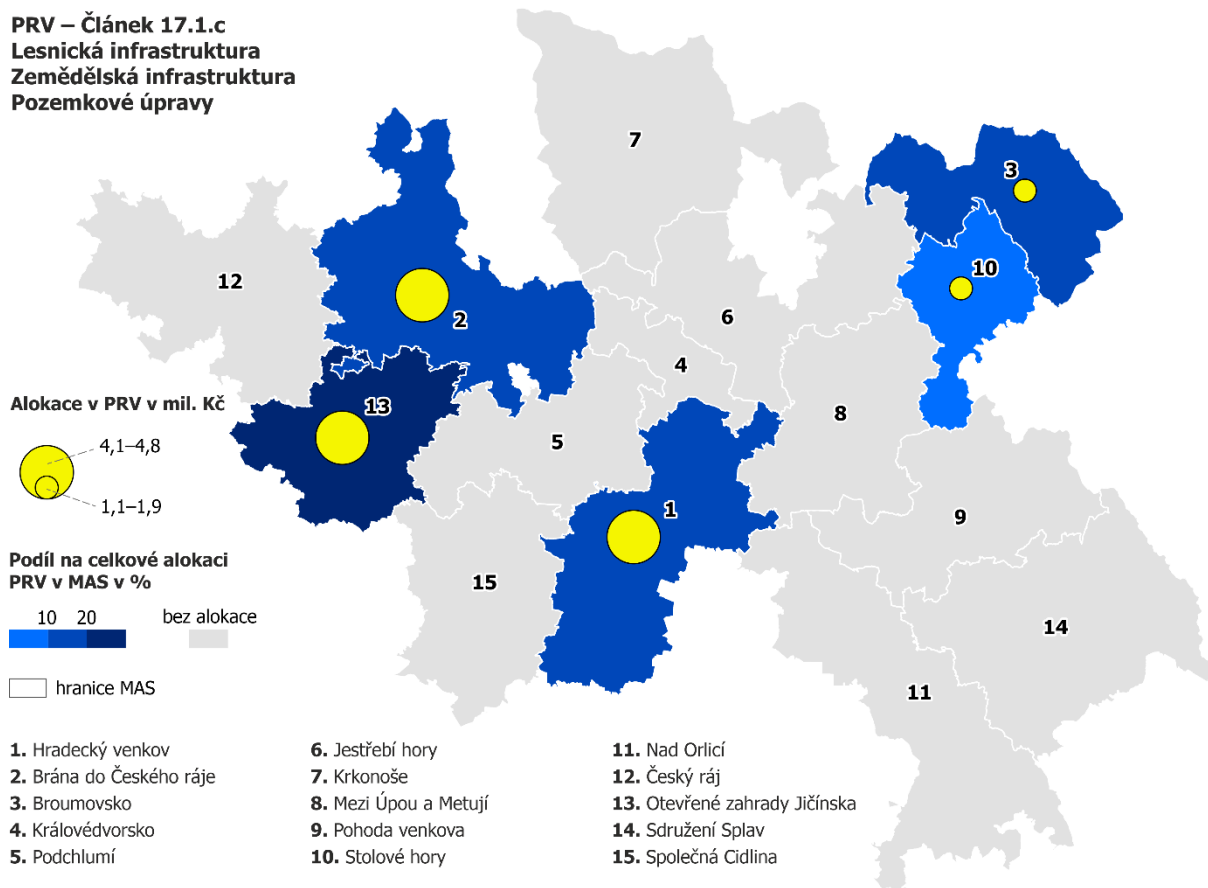 PRV – Článek 17.1.c
Lesnická infrastruktura
Zemědělská infrastruktura
Pozemkové úpravy
7
3
10
12
2
6
4
13
8
5
1
9
15
14
11
Alokace v PRV v mil. Kč
4,1–4,8
1,1–1,9
Podíl na celkové alokaci
PRV v MAS v %
10 20 bez alokace
hranice MAS
1. Hradecký venkov
2. Brána do Českého ráje
3. Broumovsko
4. Královédvorsko
5. Podchlumí
6. Jestřebí hory
7. Krkonoše
8. Mezi Úpou a Metují
9. Pohoda venkova
10. Stolové hory
11. Nad Orlicí
12. Český ráj
13. Otevřené zahrady Jičínska
14. Sdružení Splav
15. Společná Cidlina